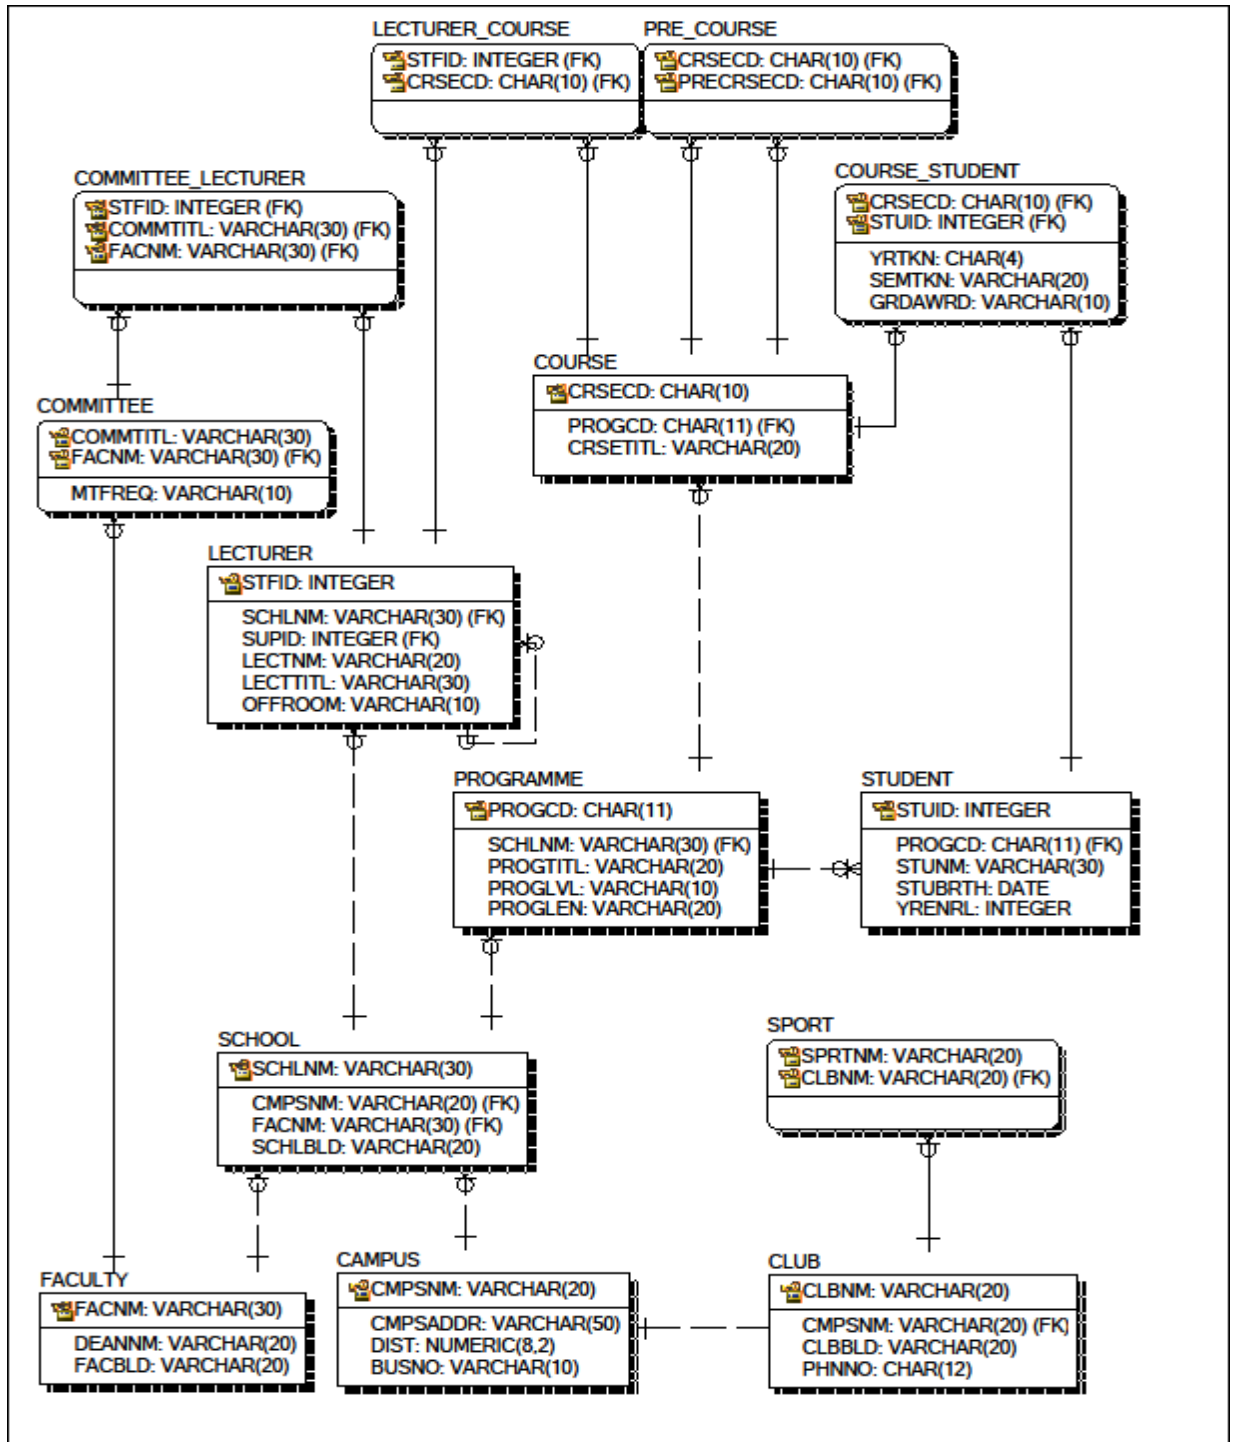 LECTURER_COURSE
STFID: INTEGER (FK)
CRSECD: CHAR(10) (FK)
PRE_COURSE
CRSECD: CHAR(10) (FK)
PRECRSECD: CHAR(10) (FK)
COMMITTEE_LECTURER
STFID: INTEGER (FK)
COMMTITL: VARCHAR(30) (FK)
FACNM: VARCHAR(30) (FK)
COURSE_STUDENT
CRSECD: CHAR(10) (FK)
STUID: INTEGER (FK)
YRTKN: CHAR(4)
SEMTKN: VARCHAR(20)
GRDAWRD: VARCHAR(10)
COURSE
CRSECD: CHAR(10)
PROGCD: CHAR(11) (FK)
CRSETITL: VARCHAR(20)
COMMITTEE
COMMTITL: VARCHAR(30)
FACNM: VARCHAR(30) (FK)
MTFREQ: VARCHAR(10)
LECTURER
STFID: INTEGER
SCHLNM: VARCHAR(30) (FK)
SUPID: INTEGER (FK)
LECTNM: VARCHAR(20)
LECTTITL: VARCHAR(30)
OFFROOM: VARCHAR(10)
PROGRAMME
PROGCD: CHAR(11)
SCHLNM: VARCHAR(30) (FK)
PROGTITL: VARCHAR(20)
PROGLVL: VARCHAR(10)
PROGLEN: VARCHAR(20)
STUDENT
STUID: INTEGER
PROGCD: CHAR(11) (FK)
STUNM: VARCHAR(30)
STUBRTH: DATE
YRENRL: INTEGER
SCHOOL
SCHLNM: VARCHAR(30)
CMPSNM: VARCHAR(20) (FK)
FACNM: VARCHAR(30) (FK)
SCHLBLD: VARCHAR(20)
SPORT
SPRTNM: VARCHAR(20)
CLBNM: VARCHAR(20) (FK)
FACULTY
FACNM: VARCHAR(30)
DEANNM: VARCHAR(20)
FACBLD: VARCHAR(20)
CAMPUS
CMPSNM: VARCHAR(20)
CMPSADDR: VARCHAR(50)
DIST: NUMERIC(8,2)
BUSNO: VARCHAR(10)
CLUB
CLBNM: VARCHAR(20)
CMPSNM: VARCHAR(20) (FK)
CLBBLD: VARCHAR(20)
PHNNO: CHAR(12)